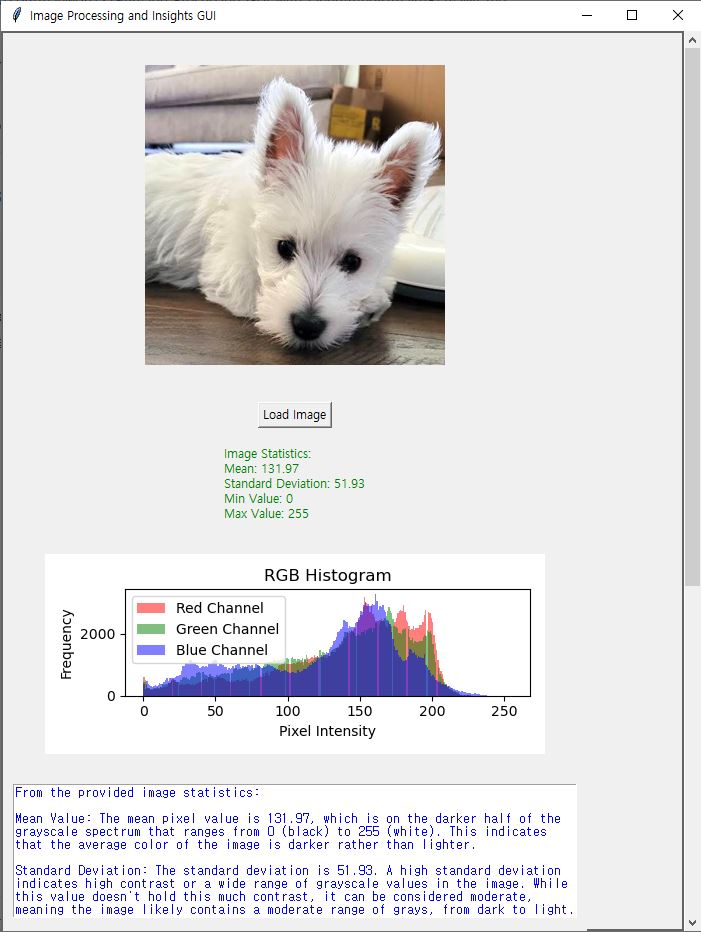 Image Processing and Insights GUI
Load Image
Image Statistics:
Mean: 131.97
Standard Deviation: 51.93
Min Value: 0
Max Value: 255
RGB Histogram
Red Channel
Green Channel
Blue Channel
Frequency
2000
0
0 50 100 150 200 250
Pixel Intensity
From the provided image statistics:
Mean Value: The mean pixel value is 131.97, which is on the darker half of the
grayscale spectrum that ranges from 0 (black) to 255 (white). This indicates
that the average color of the image is darker rather than lighter.
Standard Deviation: The standard deviation is 51.93. A high standard deviation
indicates high contrast or a wide range of grayscale values in the image. While
this value doesn't hold this much contrast, it can be considered moderate,
meaning the image likely contains a moderate range of grays, from dark to light.